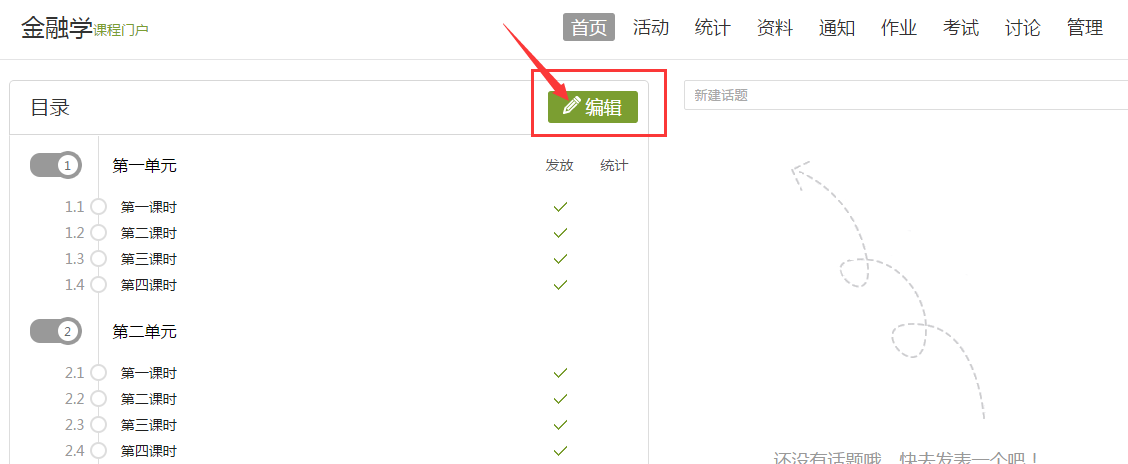 金融学课程门户
首页 活动 统计 资料 通知 作业 考试 讨论 管理
目录 编辑
新建话题
1 第一单元 发放 统计
1.1 第一课时
1.2 第二课时
1.3 第三课时
1.4 第四课时
2 第二单元
2.1 第一课时
2.2 第二课时
2.3 第三课时
2.4 第四课时
还没有话题哦，快去发表一个吧！